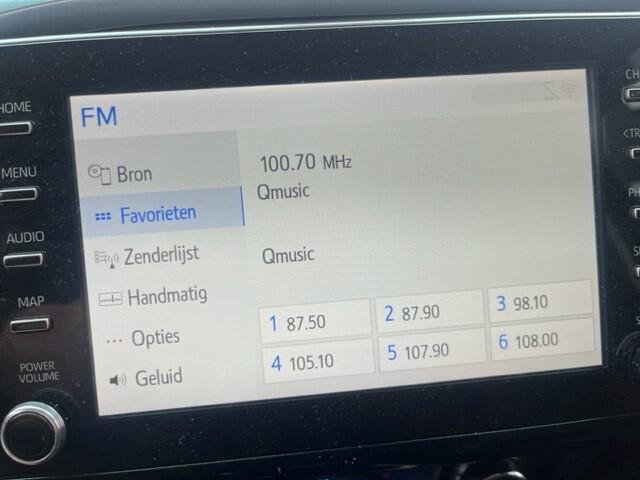 HOME
MENU
AUDIO
MAP
POWER
VOLUME
FM
Bron
Favorieten
Zenderlijst
Handmatig
Opties
Geluid
100.70 MHz
Qmusic
Qmusic
1 87.50
2 87.90
3 98.10
4 105.10
5 107.90
6 108.00